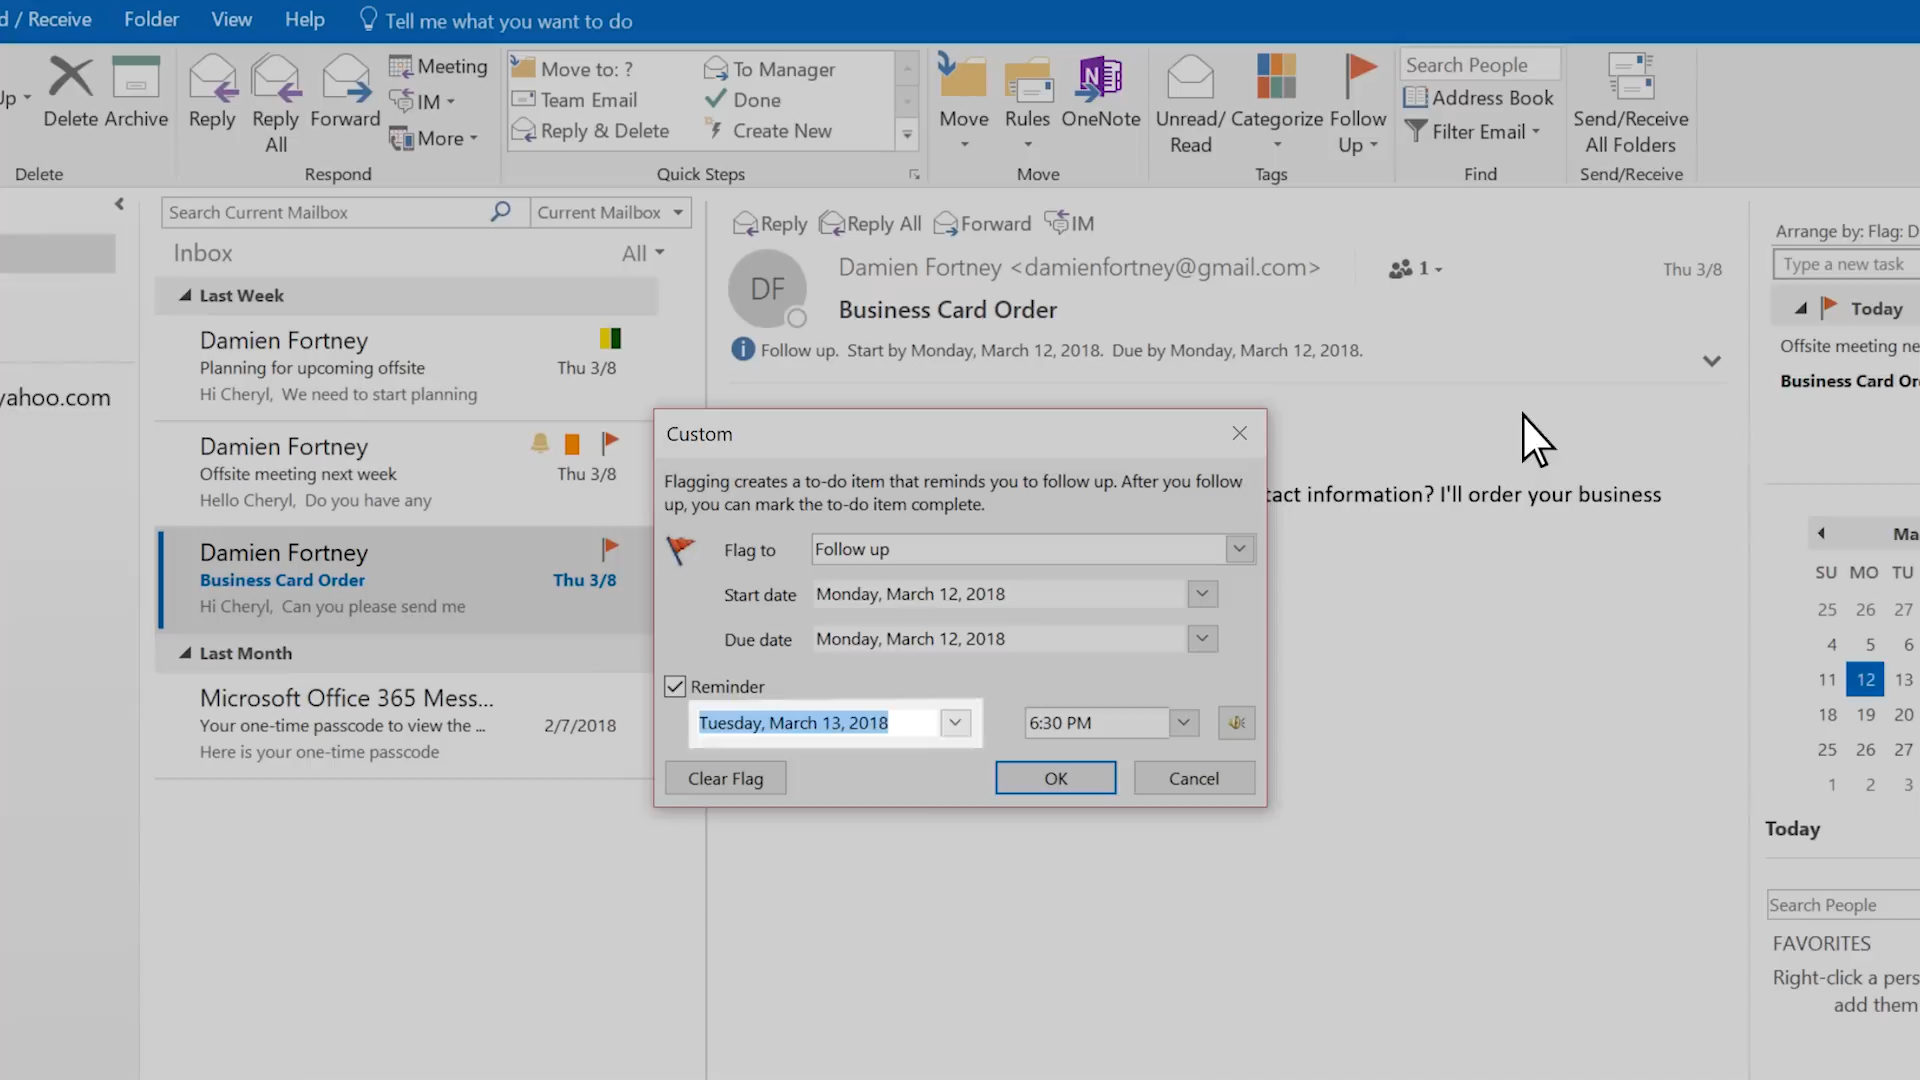 d / Receive Folder View Help Tell me what you want to do
Up Delete Archive Reply Reply All Forward Meeting IM More
Move to: ? To Manager
Team Email Done
Reply & Delete Create New
Move Rules OneNote Unread/ Read Categorize Follow Up
Search People
Address Book
Filter Email
Send/Receive All Folders
Delete Respond Quick Steps Move Tags Find Send/Receive
yahoo.com
Search Current Mailbox Current Mailbox
Inbox All
Last Week
Damien Fortney
Planning for upcoming offsite Thu 3/8
Hi Cheryl, We need to start planning
Damien Fortney
Offsite meeting next week Thu 3/8
Hello Cheryl, Do you have any
Damien Fortney
Business Card Order Thu 3/8
Hi Cheryl, Can you please send me
Last Month
Microsoft Office 365 Mess...
Your one-time passcode to view the ... 2/7/2018
Here is your one-time passcode
Reply Reply All Forward IM
DF
Damien Fortney <damienfortney@gmail.com> 1 Thu 3/8
Business Card Order
Follow up. Start by Monday, March 12, 2018. Due by Monday, March 12, 2018.
tact information? I'll order your business
Custom
Flagging creates a to-do item that reminds you to follow up. After you follow
up, you can mark the to-do item complete.
Flag to Follow up
Start date Monday, March 12, 2018
Due date Monday, March 12, 2018
Reminder
Tuesday, March 13, 2018 6:30 PM
Clear Flag OK Cancel
Arrange by: Flag: D
Type a new task
Today
Offsite meeting ne
Business Card Or
Ma
SU MO TU
25 26 27
4 5 6
11 12 13
18 19 20
25 26 27
1 2 3
Today
Search People
FAVORITES
Right-click a pers
add them